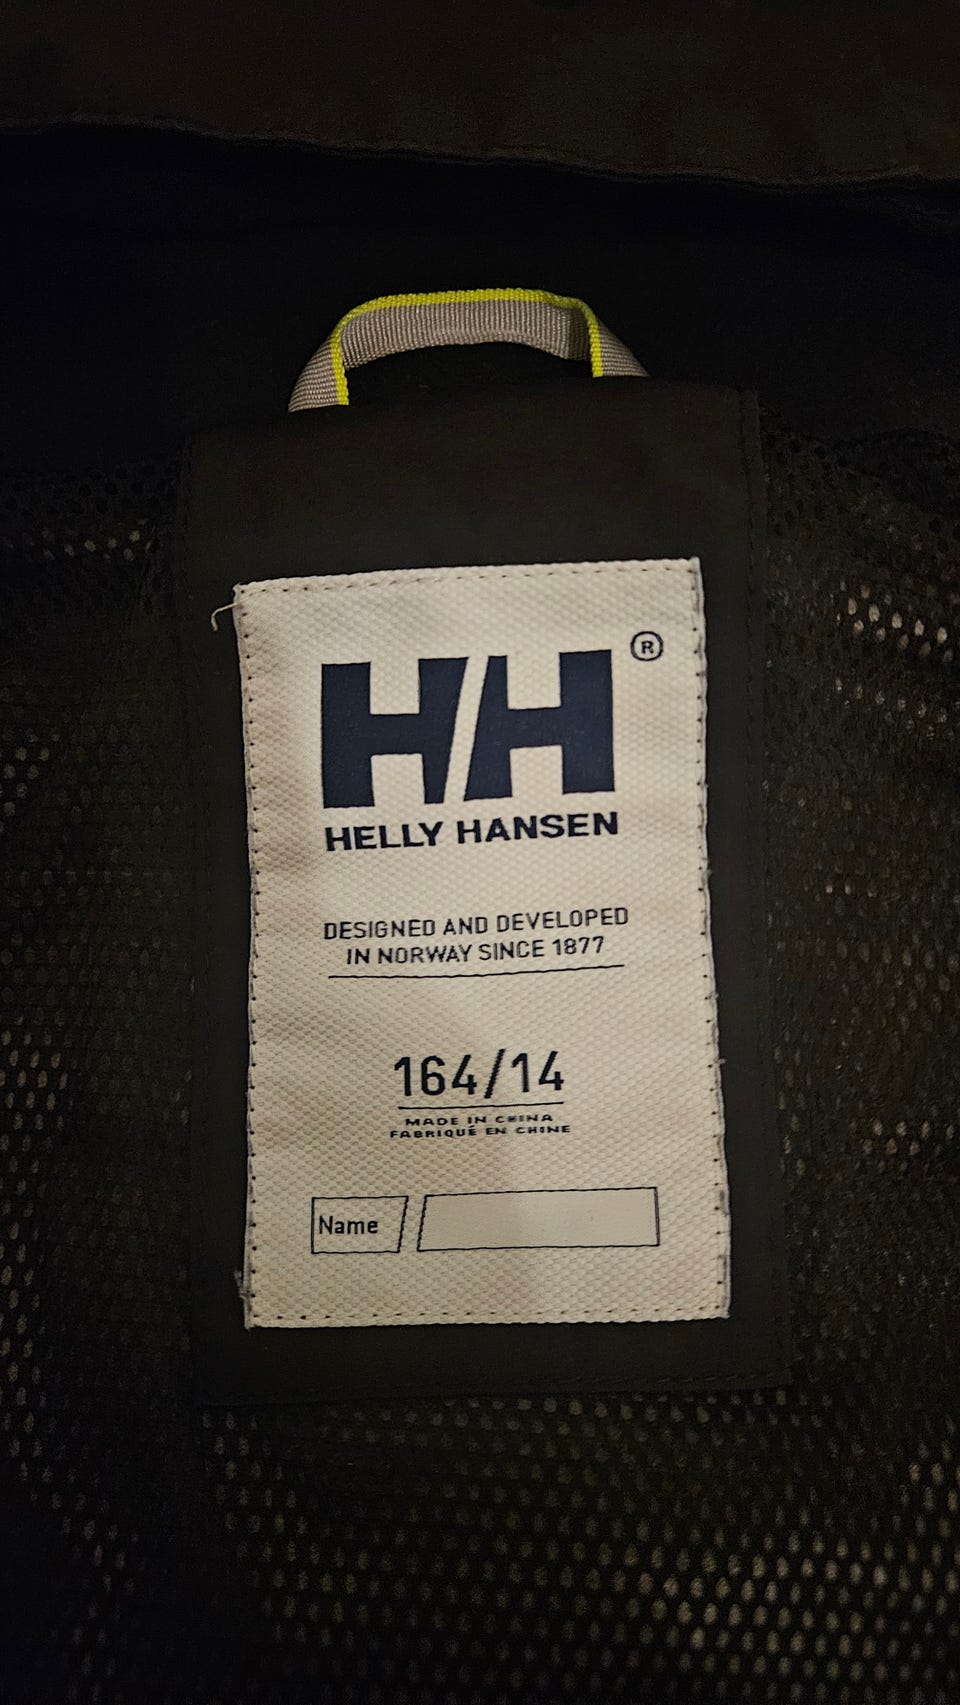 HH®
HELLY HANSEN
DESIGNED AND DEVELOPED
IN NORWAY SINCE 1877
164/14
MADE IN CHINA
FABRIQUÉ EN CHINE
Name